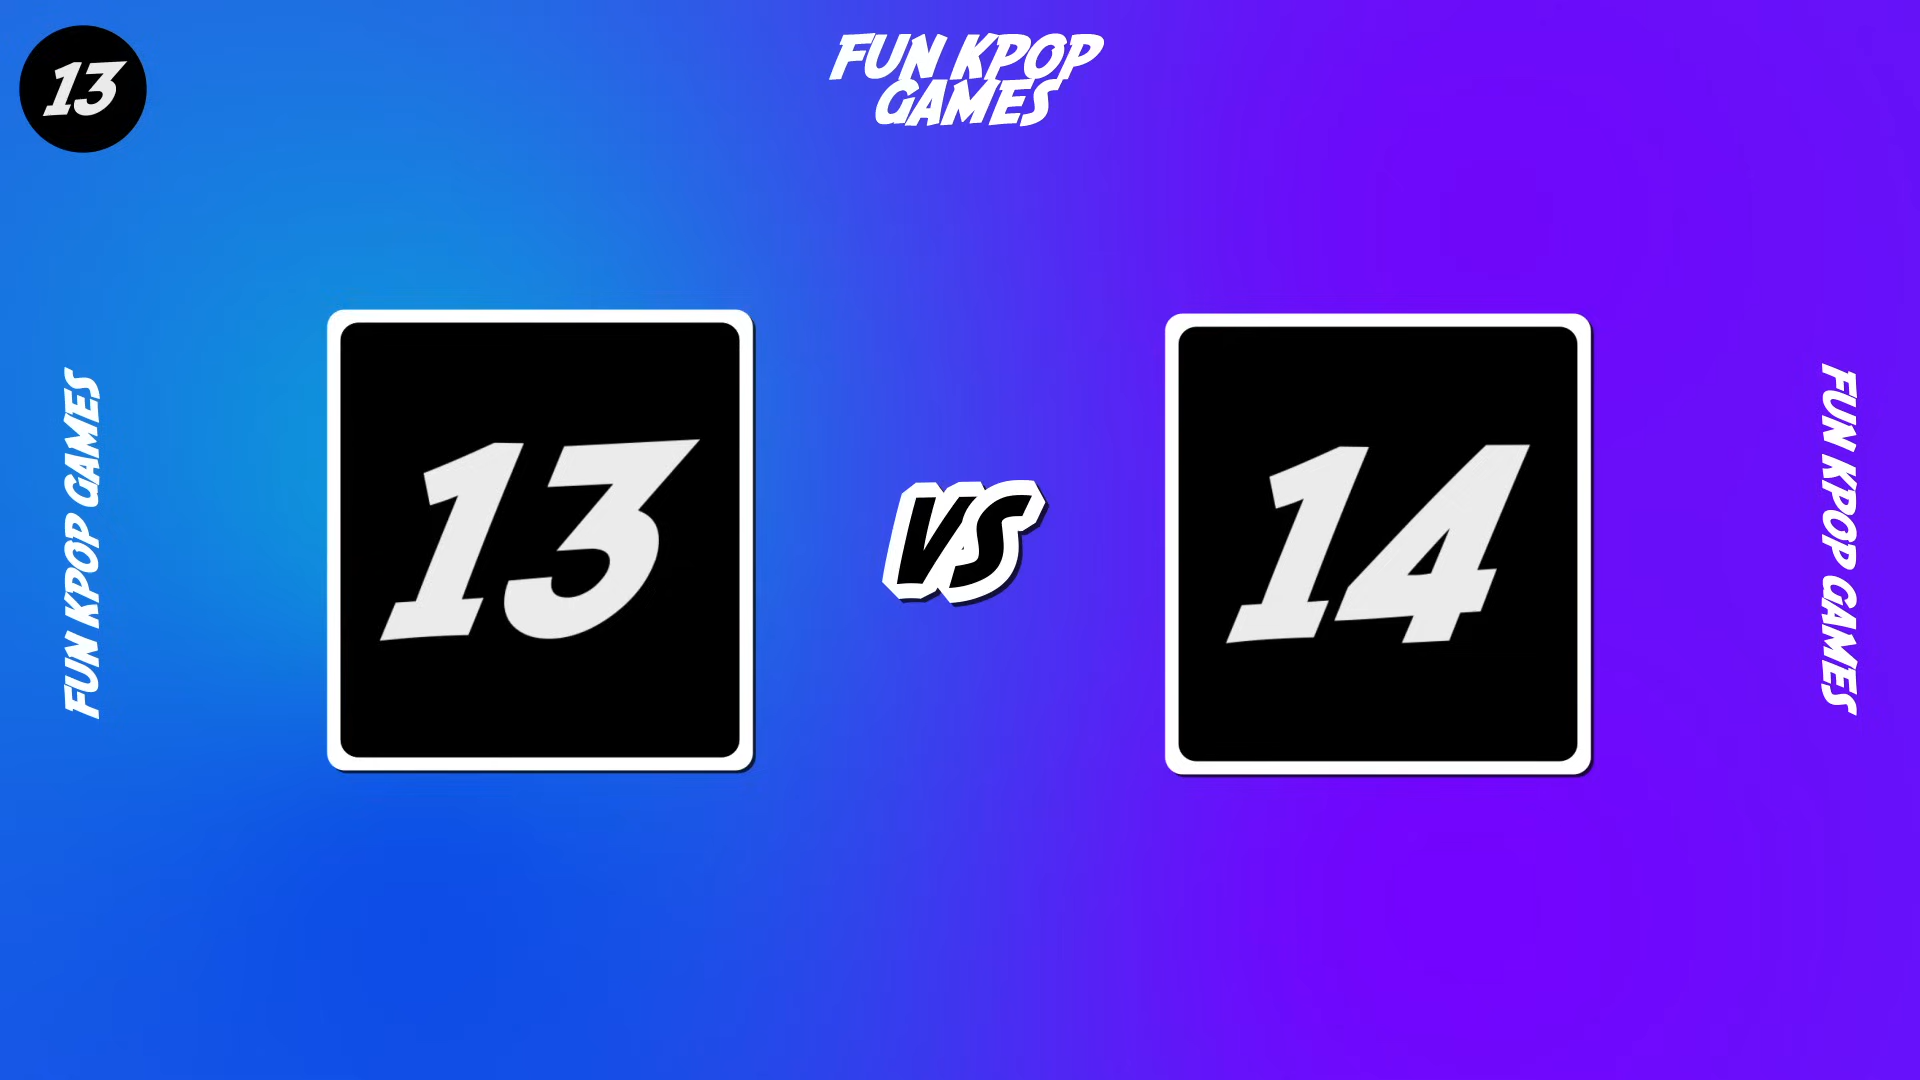 13
FUN KPOP
GAMES
FUN KPOP GAMES
13
VS
14
FUN KPOP GAMES